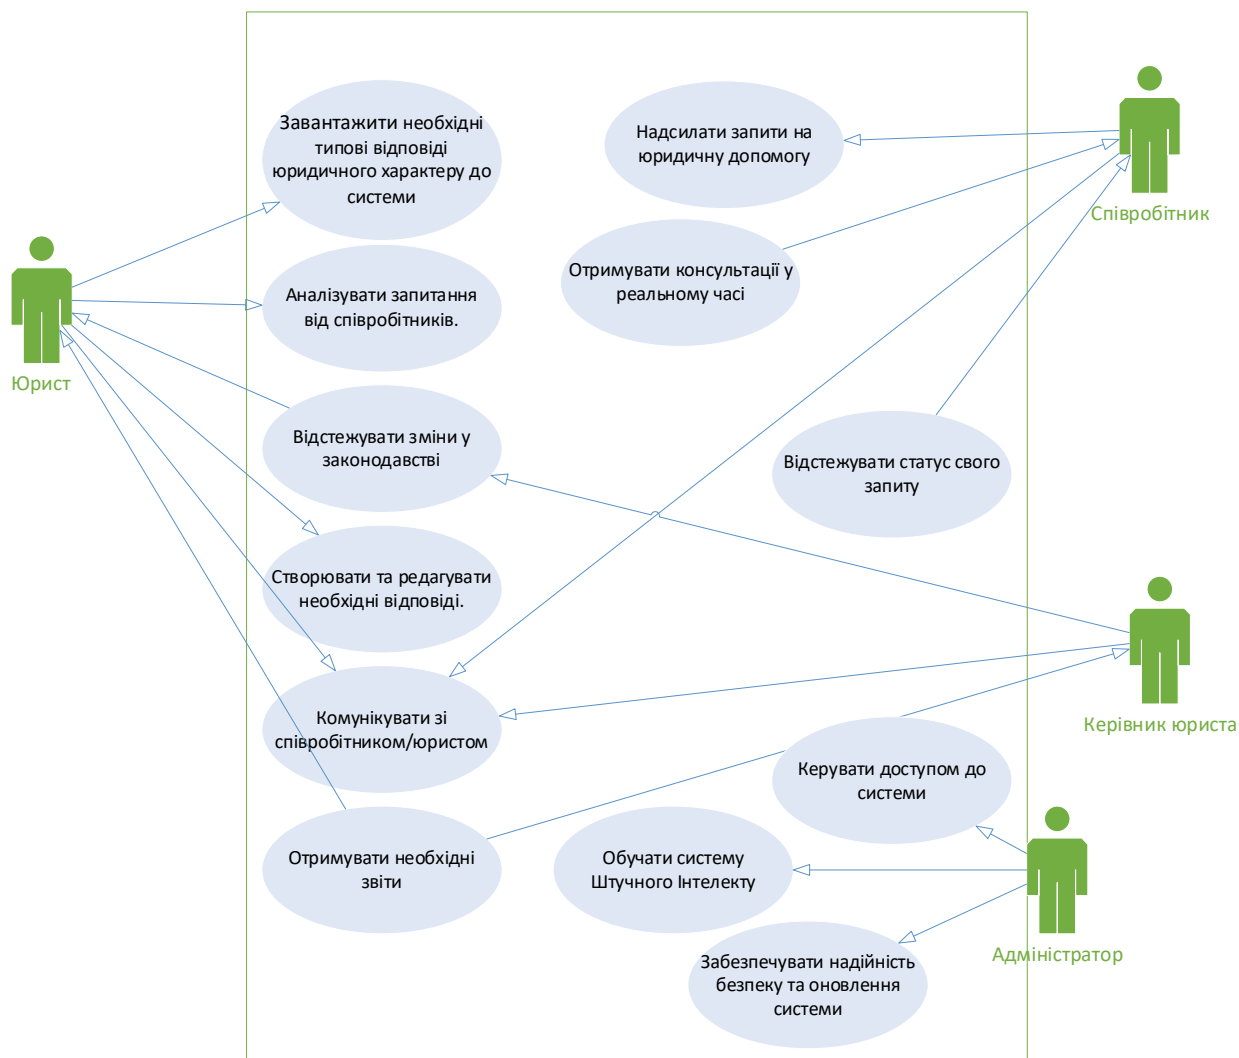 Завантажити необхідні
типові відповіді
юридичного характеру до
системи
Надсилати запити на
юридичну допомогу
Співробітник
Отримувати консультації у
реальному часі
Аналізувати запитання
від співробітників.
Юрист
Відстежувати зміни у
законодавстві
Відстежувати статус свого
запиту
Створювати та редагувати
необхідні відповіді.
Комунікувати зі
співробітником/юристом
Керівник юриста
Керувати доступом до
системи
Отримувати необхідні
звіти
Обучати систему
Штучного Інтелекту
Адміністратор
Забезпечувати надійність
безпеку та оновлення
системи